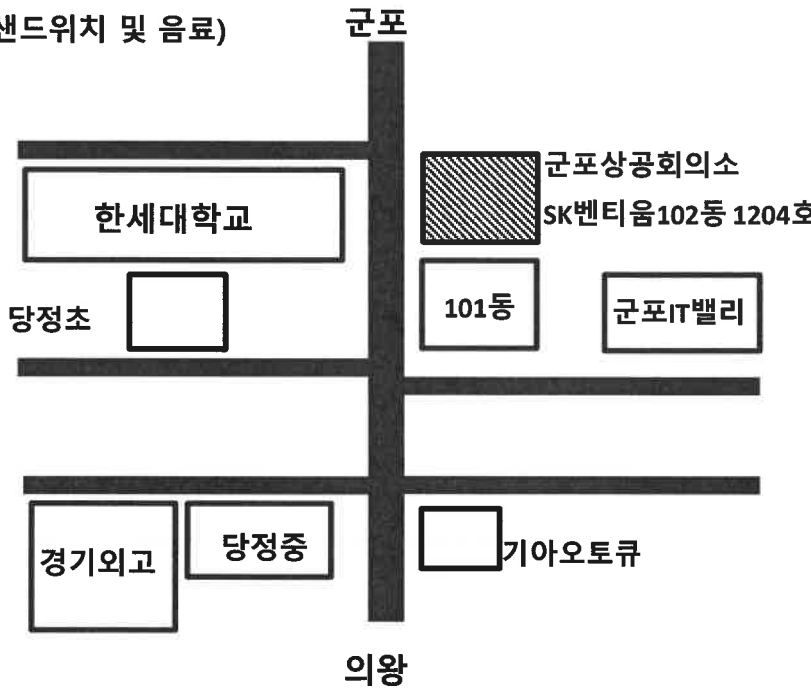 샌드위치 및 음료)
군포
군포상공회의소
SK벤티움102동 1204호
한세대학교
101동
군포IT밸리
당정초
경기외고
당정중
기아오토큐
의왕